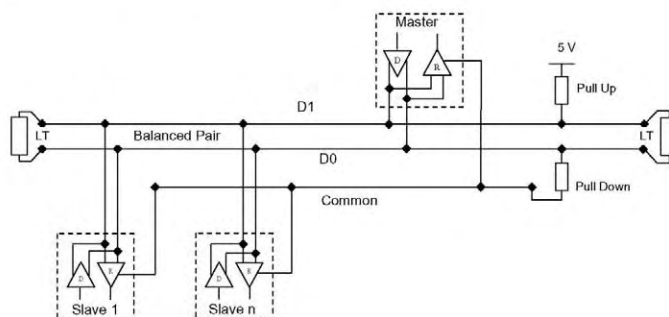 Master
D
R
5 V
Pull Up
D1
LT
Balanced Pair
LT
D0
Pull Down
Common
D
R
D
R
Slave 1
Slave n